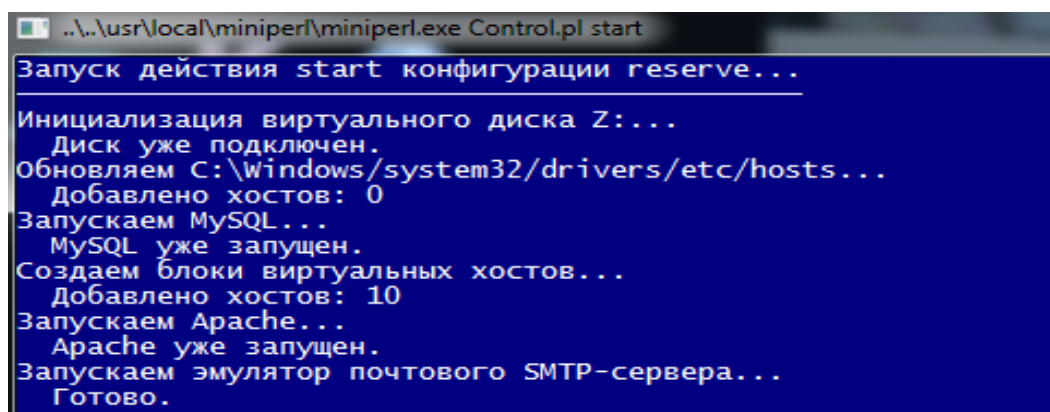 ..\..\usr\local\miniperl\miniperl.exe Control.pl start
Запуск действия start конфигурации reserve...
Инициализация виртуального диска Z:...
Диск уже подключен.
Обновляем C:\Windows/system32/drivers/etc/hosts...
Добавлено хостов: 0
Запускаем MySQL...
MySQL уже запущен.
Создаем блоки виртуальных хостов...
Добавлено хостов: 10
Запускаем Apache...
Apache уже запущен.
Запускаем эмулятор почтового SMTP-сервера...
Готово.